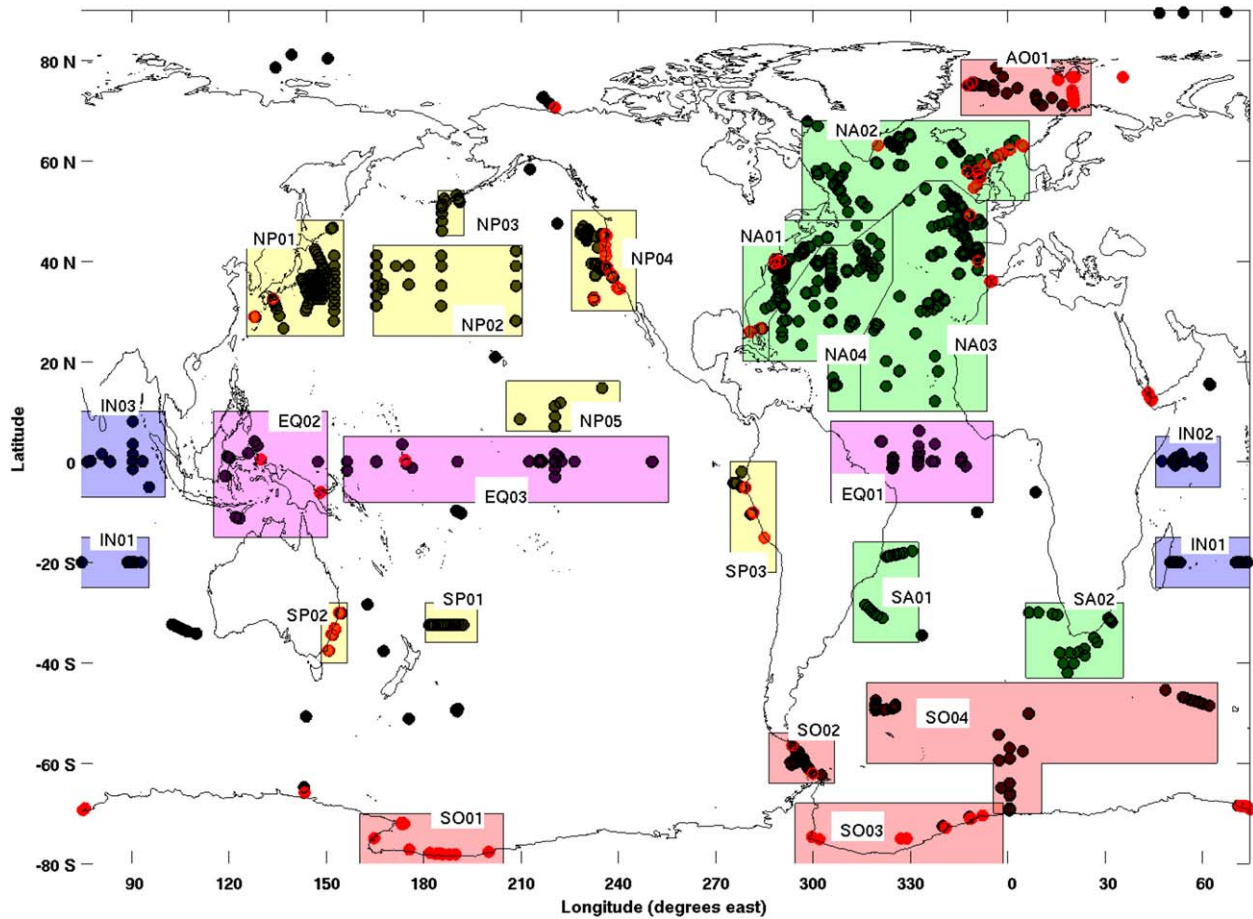 80 N
AO01
NA02
60 N
NP03
NP01
NA01
NP04
40 N
NP02
NA04
NA03
20 N
IN03
EQ02
NP05
IN02
Latitude
0
EQ03
EQ01
IN01
IN01
20 S
SP03
SP02
SP01
SA01
SA02
40 S
SO04
SO02
60 S
SO01
SO03
80 S
90 120 150 180 210 240 270 300 330 0 30 60
Longitude (degrees east)